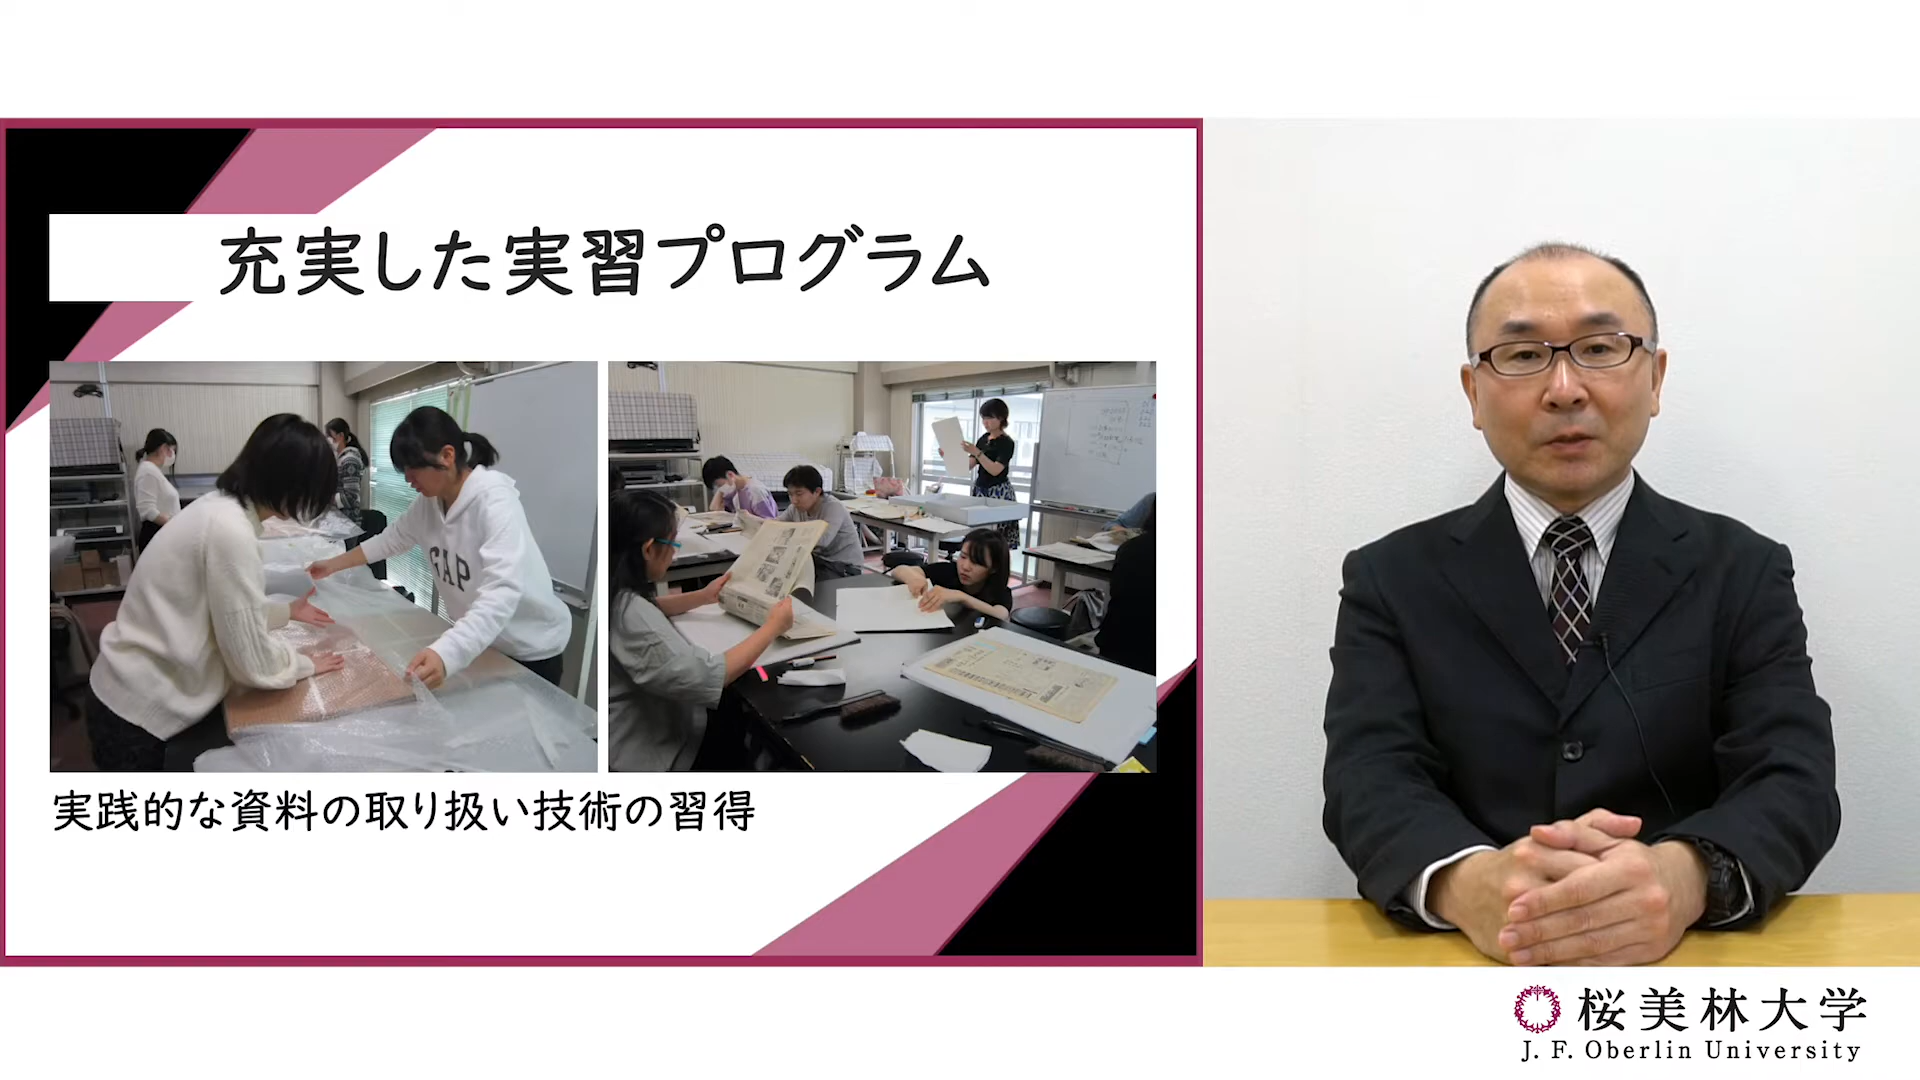 充実した実習プログラム
GAP
実践的な資料の取り扱い技術の習得
桜美林大学
J. F. Oberlin University